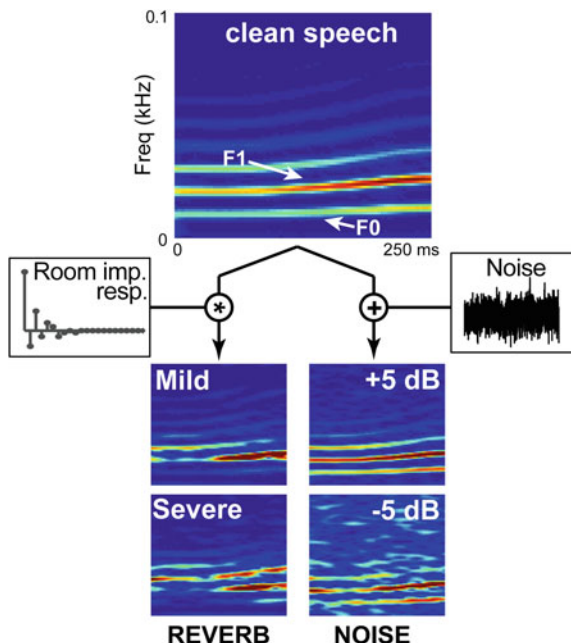 0.1
clean speech
Freq (kHz)
F1
F0
0
0
250 ms
Room imp.
resp.
*
+
Noise
Mild
+5 dB
Severe
-5 dB
REVERB
NOISE